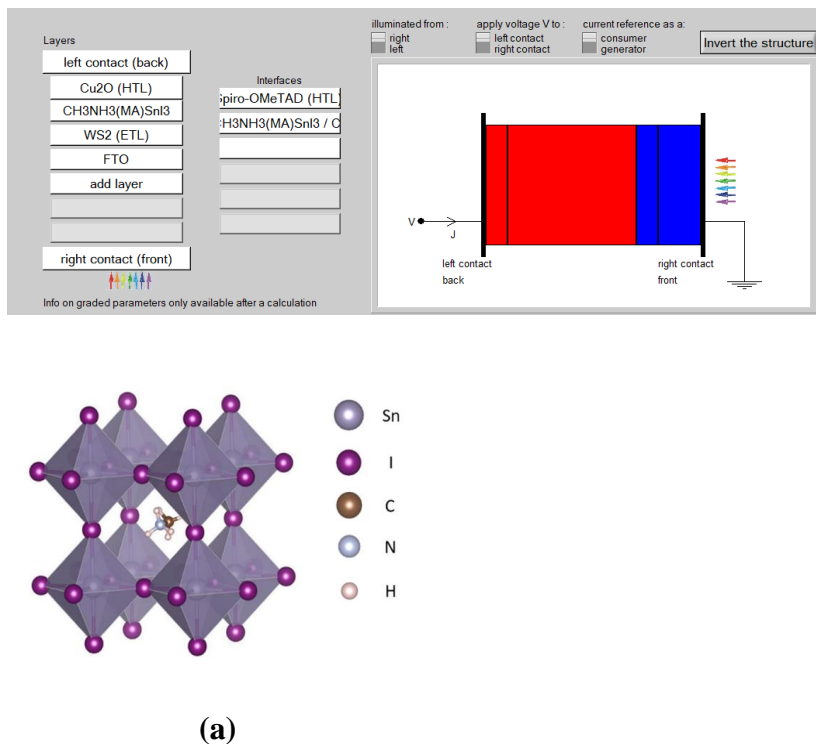 illuminated from :
right
left
apply voltage V to :
left contact
right contact
current reference as a:
consumer
generator
Invert the structure
Layers
left contact (back)
Cu2O (HTL)
CH3NH3(MA)SnI3
WS2 (ETL)
FTO
add layer
right contact (front)
Info on graded parameters only available after a calculation
Interfaces
piro-OMeTAD (HTL)
CH3NH3(MA)SnI3 / C
V
J
left contact
back
right contact
front
Sn
I
C
N
H
(a)